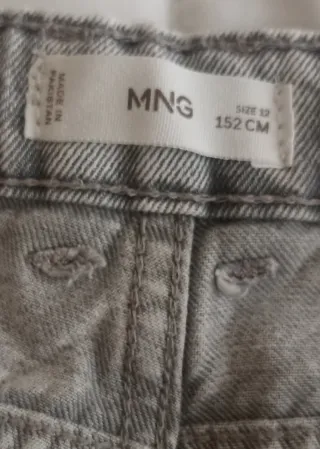 MADE IN
PAKISTAN
MNG
SIZE 12
152 CM